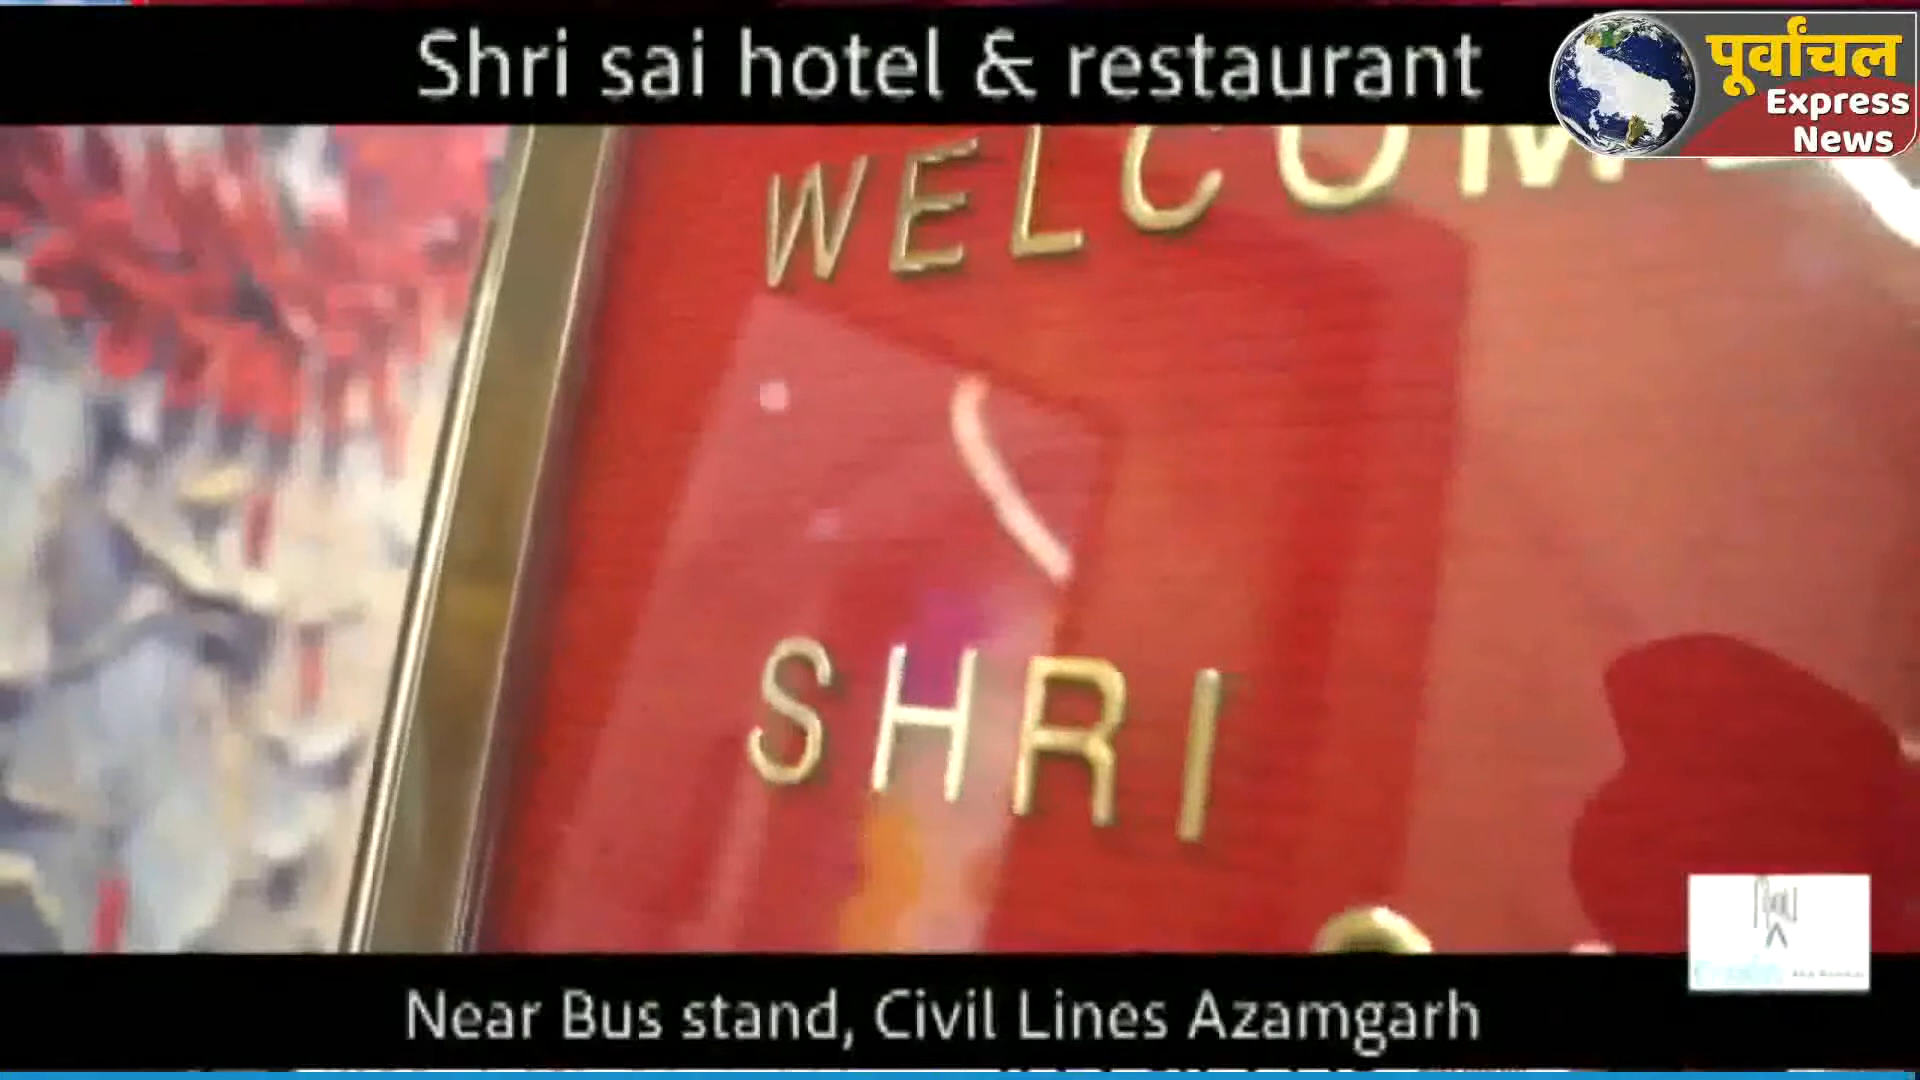 Shri sai hotel & restaurant
पूर्वांचल
Express
News
WELCOM
SHRI
Near Bus stand, Civil Lines Azamgarh